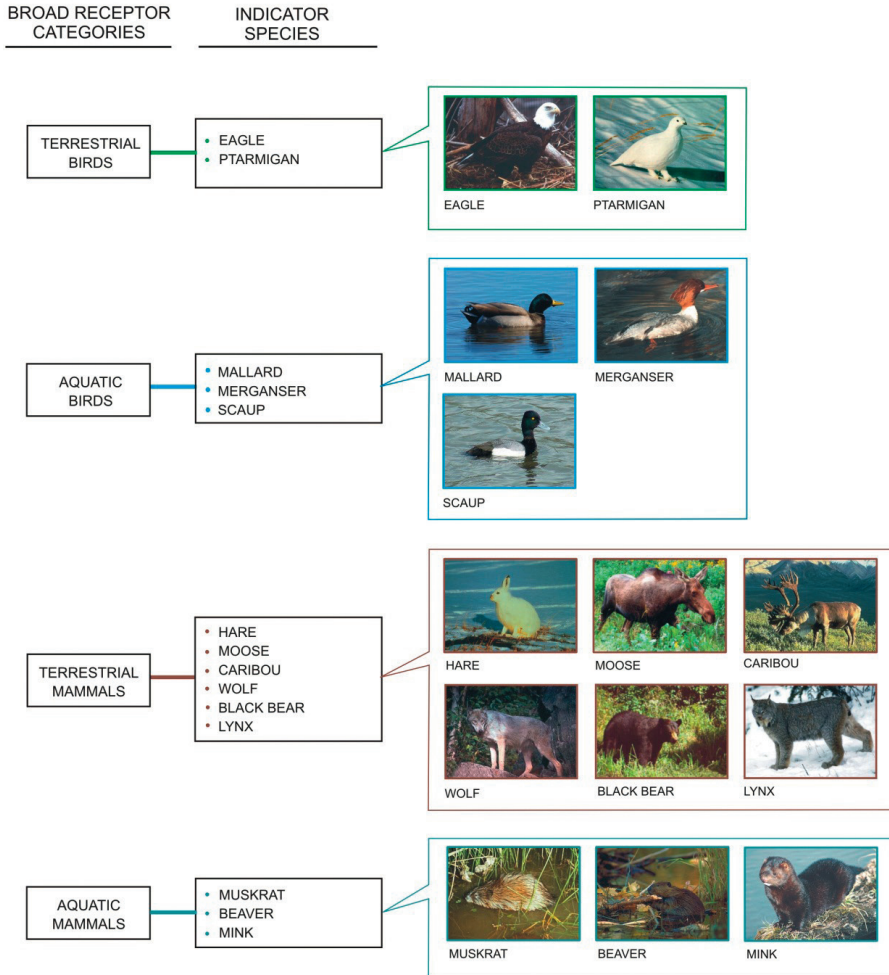 BROAD RECEPTOR
CATEGORIES
INDICATOR
SPECIES
TERRESTRIAL
BIRDS
• EAGLE
• PTARMIGAN
EAGLE
PTARMIGAN
AQUATIC
BIRDS
• MALLARD
• MERGANSER
• SCAUP
MALLARD
MERGANSER
SCAUP
TERRESTRIAL
MAMMALS
• HARE
• MOOSE
• CARIBOU
• WOLF
• BLACK BEAR
• LYNX
HARE
MOOSE
CARIBOU
WOLF
BLACK BEAR
LYNX
AQUATIC
MAMMALS
• MUSKRAT
• BEAVER
• MINK
MUSKRAT
BEAVER
MINK